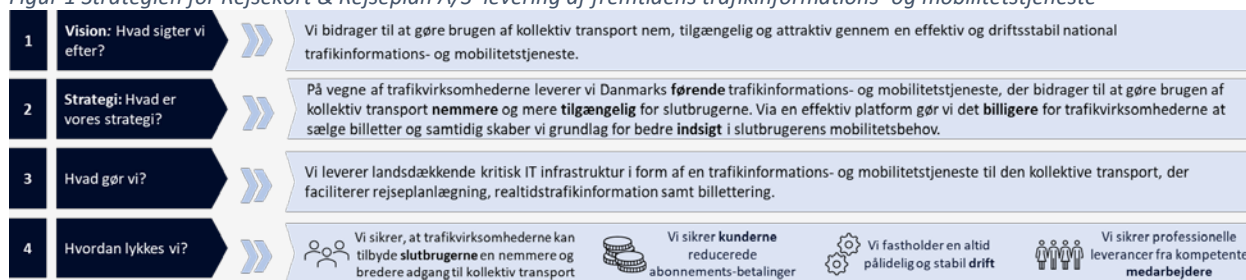 Figur 1 Strategien for Rejsekort & Rejseplan A/S' levering af fremtidens trafikinformations- og mobilitetstjeneste
1
Vision: Hvad sigter vi
efter?
Vi bidrager til at gøre brugen af kollektiv transport nem, tilgængelig og attraktiv gennem en effektiv og driftsstabil national
trafikinformations- og mobilitetstjeneste.
2
Strategi: Hvad er
vores strategi?
På vegne af trafikvirksomhederne leverer vi Danmarks førende trafikinformations- og mobilitetstjeneste, der bidrager til at gøre brugen af
kollektiv transport nemmere og mere tilgængelig for slutbrugerne. Via en effektiv platform gør vi det billigere for trafikvirksomhederne at
sælge billetter og samtidig skaber vi grundlag for bedre indsigt i slutbrugerens mobilitetsbehov.
3
Hvad gør vi?
Vi leverer landsdækkende kritisk IT infrastruktur i form af en trafikinformations- og mobilitetstjeneste til den kollektive transport, der
faciliterer rejseplanlægning, realtidstrafikinformation samt billettering.
4
Hvordan lykkes vi?
Vi sikrer, at trafikvirksomhederne kan
tilbyde slutbrugerne en nemmere og
bredere adgang til kollektiv transport
Vi sikrer kunderne
reducerede
abonnements-betalinger
Vi fastholder en altid
pålidelig og stabil drift
Vi sikrer professionelle
leverancer fra kompetente
medarbejdere